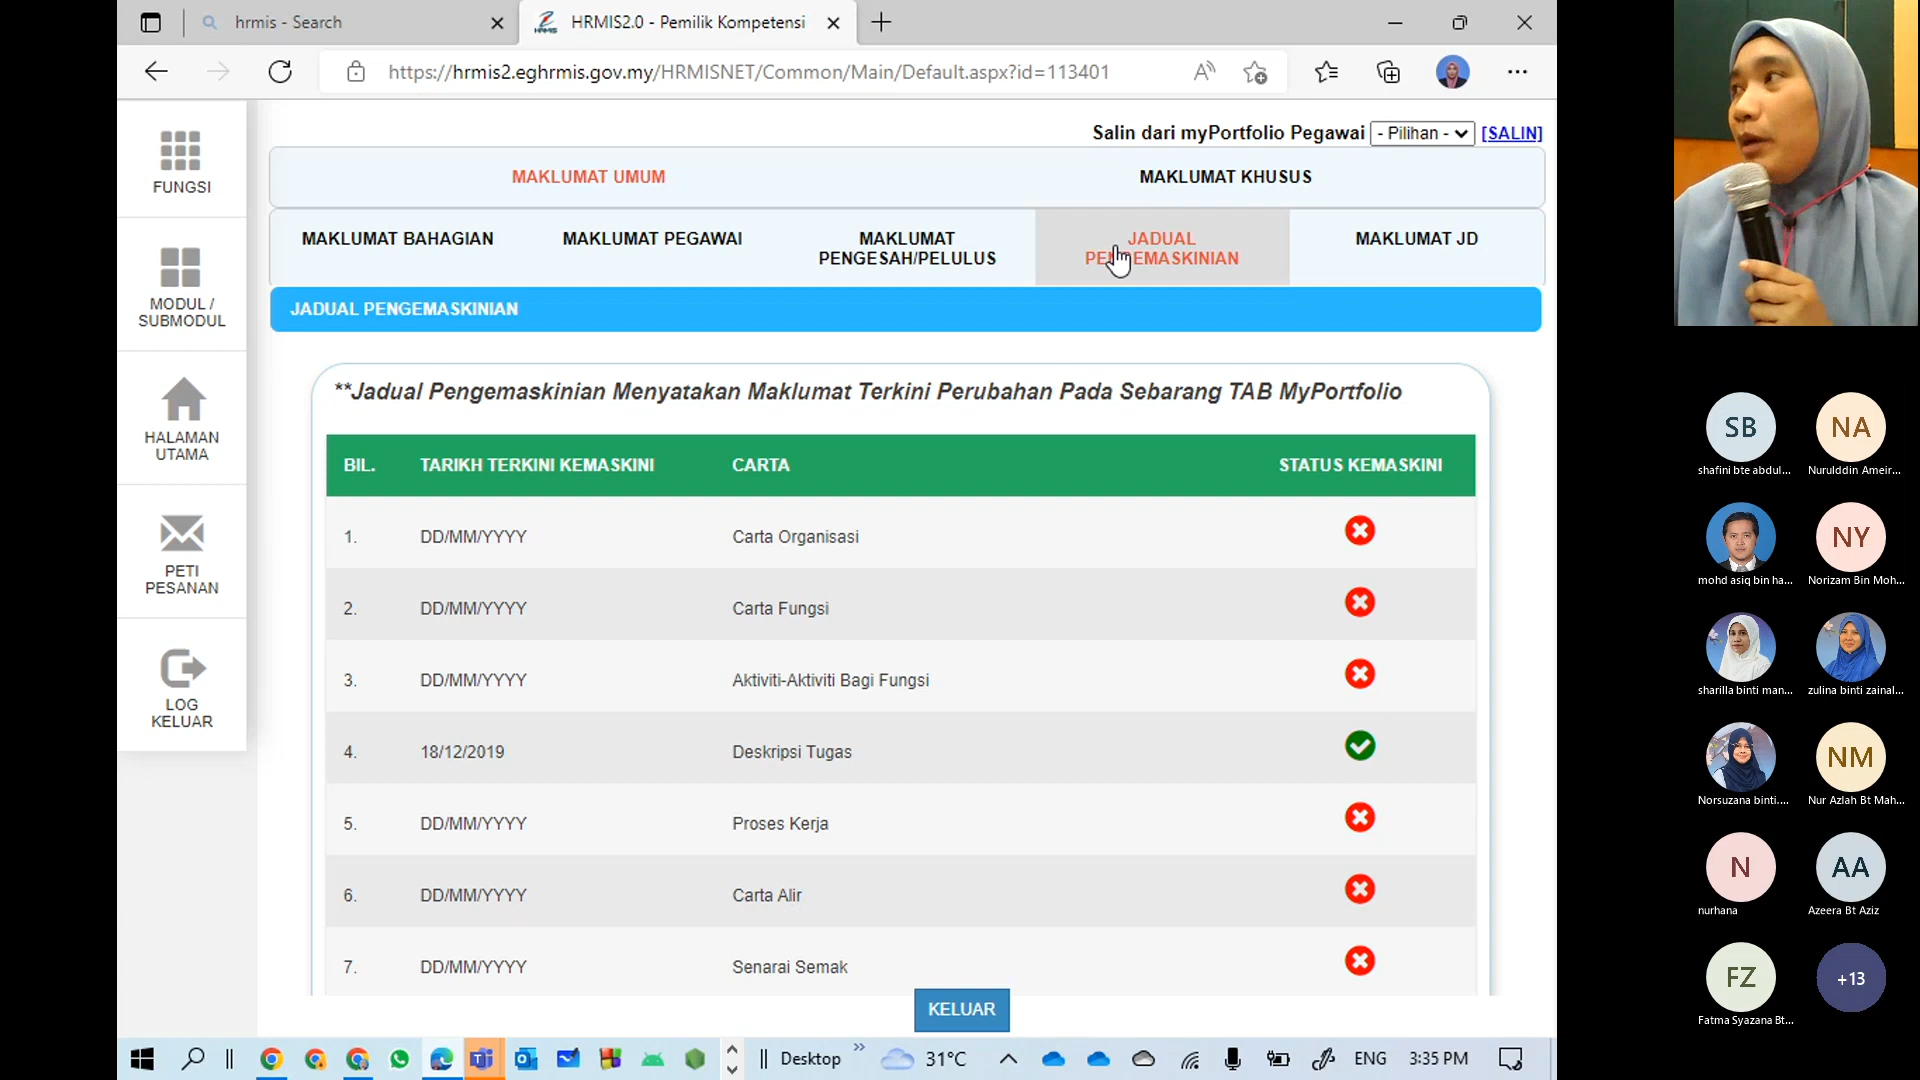 hrmis - Search
HRMIS2.0 - Pemilik Kompetensi
https://hrmis2.eghrmis.gov.my/HRMISNET/Common/Main/Default.aspx?id=113401
Salin dari myPortfolio Pegawai - Pilihan - [SALIN]
FUNGSI
MODUL /
SUBMODUL
HALAMAN
UTAMA
PETI
PESANAN
LOG
KELUAR
MAKLUMAT UMUM
MAKLUMAT KHUSUS
MAKLUMAT BAHAGIAN
MAKLUMAT PEGAWAI
MAKLUMAT
PENGESAH/PELULUS
JADUAL
PENGEMASKINIAN
MAKLUMAT JD
JADUAL PENGEMASKINIAN
**Jadual Pengemaskinian Menyatakan Maklumat Terkini Perubahan Pada Sebarang TAB MyPortfolio
BIL. TARIKH TERKINI KEMASKINI CARTA STATUS KEMASKINI
1. DD/MM/YYYY Carta Organisasi
2. DD/MM/YYYY Carta Fungsi
3. DD/MM/YYYY Aktiviti-Aktiviti Bagi Fungsi
4. 18/12/2019 Deskripsi Tugas
5. DD/MM/YYYY Proses Kerja
6. DD/MM/YYYY Carta Alir
7. DD/MM/YYYY Senarai Semak
KELUAR
Desktop
31°C
ENG
3:35 PM
SB
shafini bte abdul...
NA
Nurulddin Ameir...
mohd asiq bin ha...
NY
Norizam Bin Moh...
sharilla binti man...
zulina binti zainal...
Norsuzana binti....
NM
Nur Azlah Bt Mah...
N
nurhana
AA
Azeera Bt Aziz
FZ
Fatma Syazana Bt...
+13